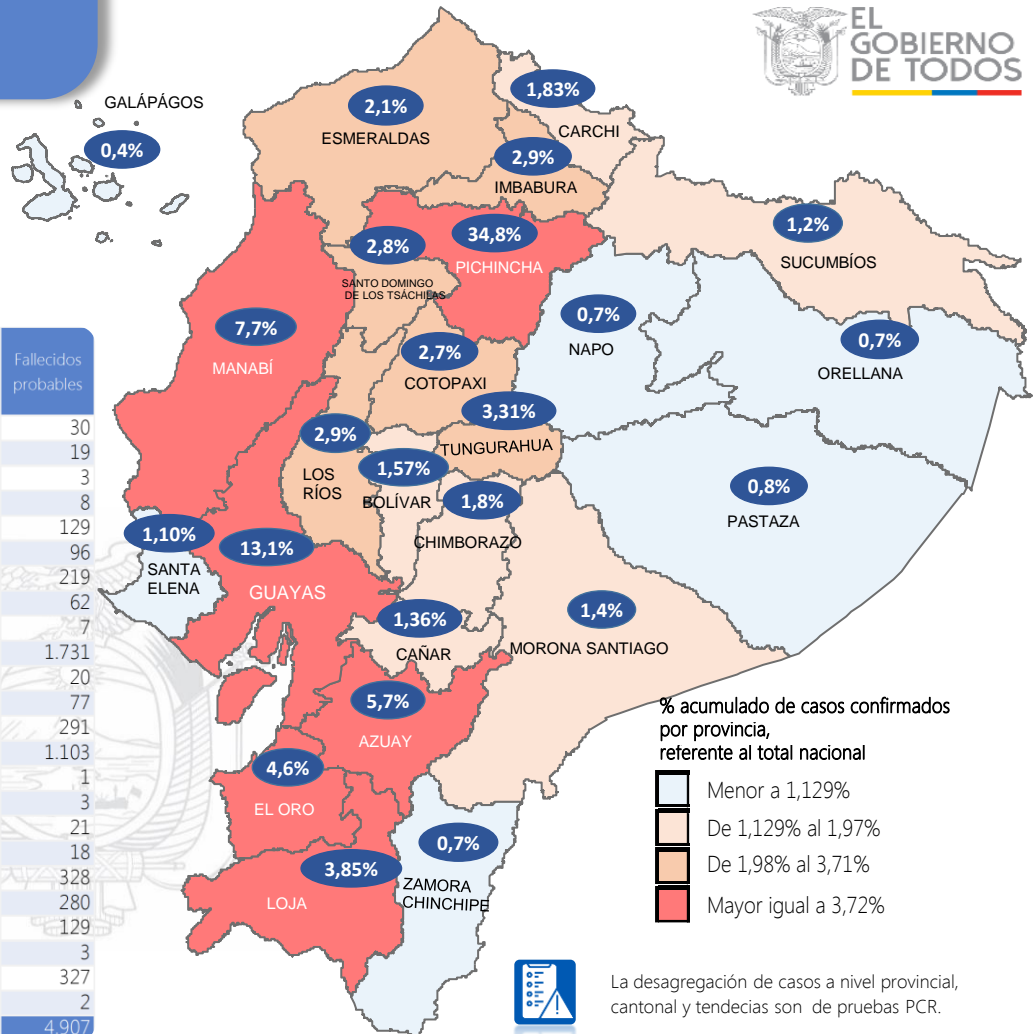 EL
GOBIERNO
DE TODOS
GALÁPÁGOS
0,4%
2,1%
ESMERALDAS
1,83%
CARCHI
2,9%
IMBABURA
2,8%
SANTO DOMINGO
DE LOS TSÁCHILAS
34,8%
PICHINCHA
1,2%
SUCUMBÍOS
7,7%
MANABÍ
0,7%
NAPO
0,7%
ORELLANA
2,7%
COTOPAXI
3,31%
TUNGURAHUA
2,9%
LOS
RÍOS
1,57%
BOLÍVAR
1,8%
CHIMBORAZO
0,8%
PASTAZA
1,10%
SANTA
ELENA
13,1%
GUAYAS
1,36%
CAÑAR
1,4%
MORONA SANTIAGO
5,7%
AZUAY
4,6%
EL ORO
3,85%
LOJA
0,7%
ZAMORA
CHINCHIPE
Fallecidos
probables
30
19
3
8
129
96
219
62
7
1.731
20
77
291
1.103
1
3
21
18
328
280
129
3
327
2
4.907
% acumulado de casos confirmados
por provincia,
referente al total nacional
Menor a 1,129%
De 1,129% al 1,97%
De 1,98% al 3,71%
Mayor igual a 3,72%
La desagregación de casos a nivel provincial,
cantonal y tendecias son de pruebas PCR.